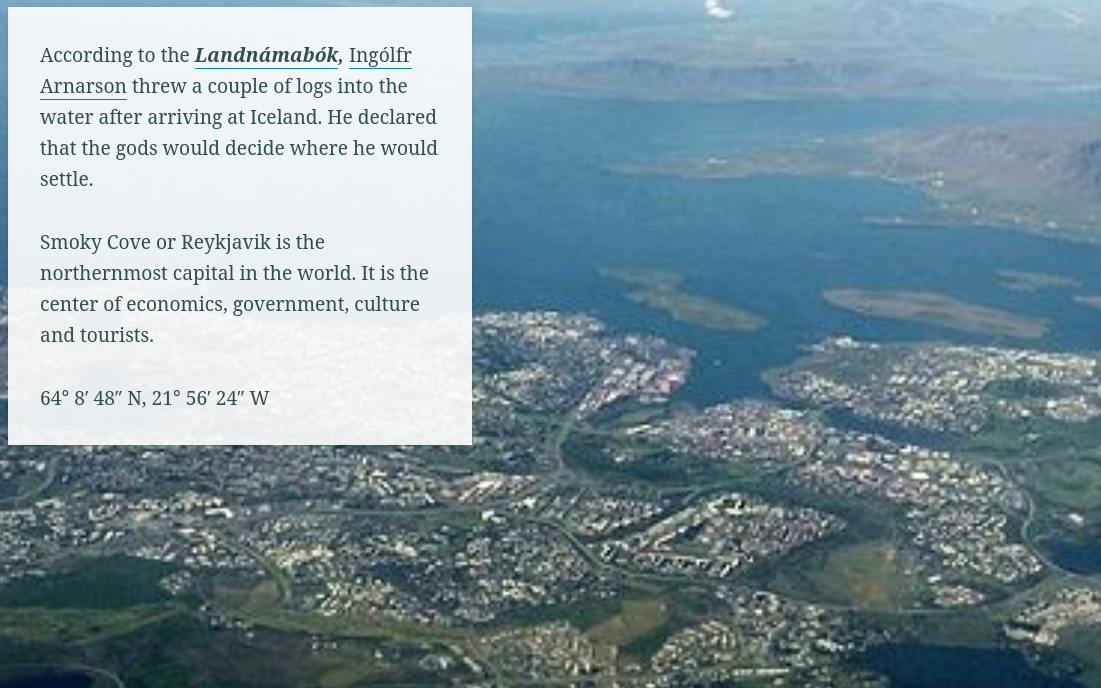 According to the Landnámabók, Ingólfr
Arnarson threw a couple of logs into the
water after arriving at Iceland. He declared
that the gods would decide where he would
settle.
Smoky Cove or Reykjavik is the
northernmost capital in the world. It is the
center of economics, government, culture
and tourists.
64° 8′ 48″ N, 21° 56′ 24″ W